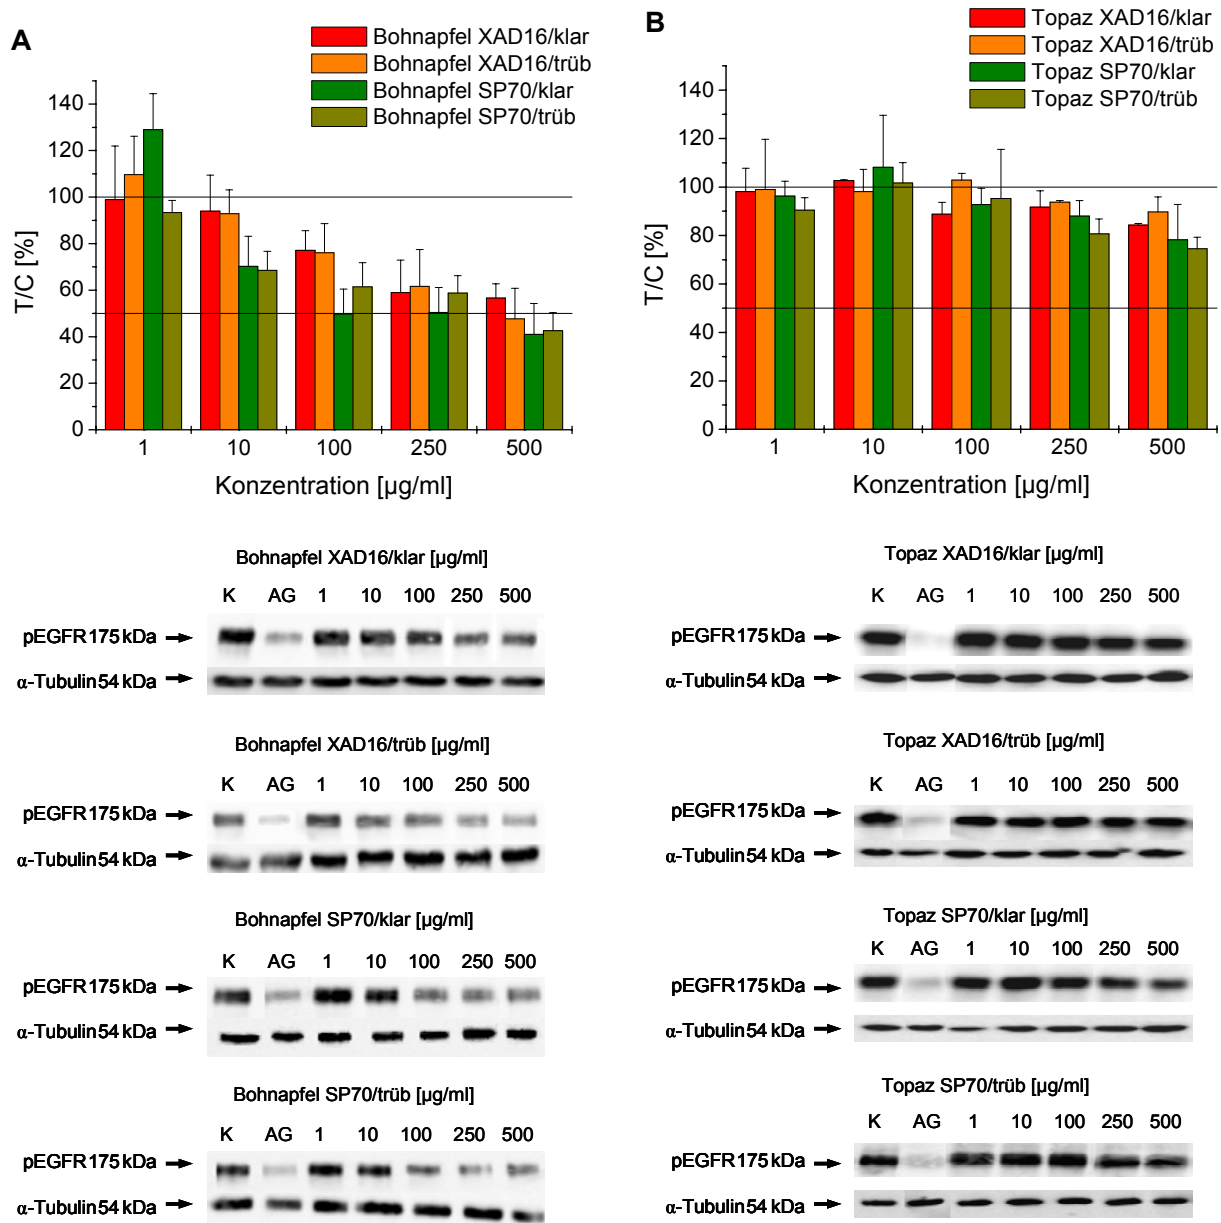 A
Bohnapfel XAD16/klar
Bohnapfel XAD16/trüb
Bohnapfel SP70/klar
Bohnapfel SP70/trüb
T/C [%]
140
120
100
80
60
40
20
0
1 10 100 250 500
Konzentration [µg/ml]
Bohnapfel XAD16/klar [µg/ml]
K AG 1 10 100 250 500
pEGFR175 kDa
α-Tubulin54 kDa
Bohnapfel XAD16/trüb [µg/ml]
K AG 1 10 100 250 500
pEGFR175 kDa
α-Tubulin54 kDa
Bohnapfel SP70/klar [µg/ml]
K AG 1 10 100 250 500
pEGFR175 kDa
α-Tubulin54 kDa
Bohnapfel SP70/trüb [µg/ml]
K AG 1 10 100 250 500
pEGFR175 kDa
α-Tubulin54 kDa
B
Topaz XAD16/klar
Topaz XAD16/trüb
Topaz SP70/klar
Topaz SP70/trüb
T/C [%]
140
120
100
80
60
40
20
0
1 10 100 250 500
Konzentration [µg/ml]
Topaz XAD16/klar [µg/ml]
K AG 1 10 100 250 500
pEGFR175 kDa
α-Tubulin54 kDa
Topaz XAD16/trüb [µg/ml]
K AG 1 10 100 250 500
pEGFR175 kDa
α-Tubulin54 kDa
Topaz SP70/klar [µg/ml]
K AG 1 10 100 250 500
pEGFR175 kDa
α-Tubulin54 kDa
Topaz SP70/trüb [µg/ml]
K AG 1 10 100 250 500
pEGFR175 kDa
α-Tubulin54 kDa